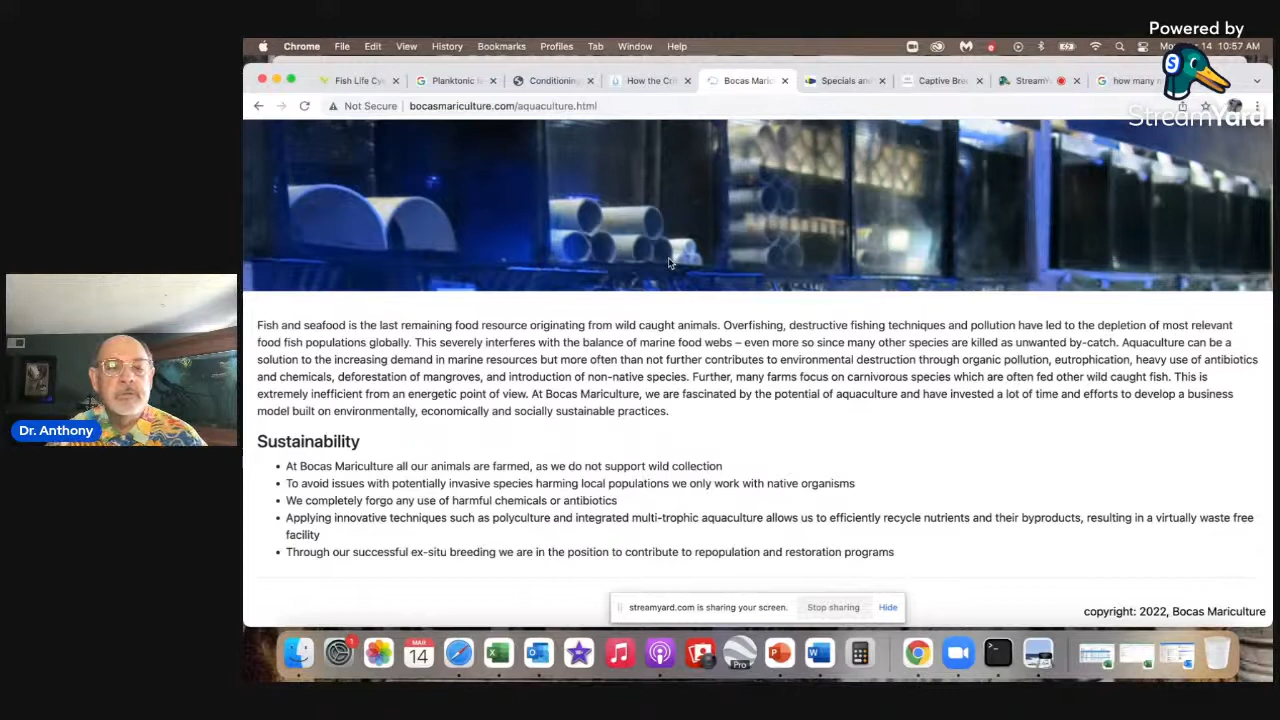 Powered by
StreamYard
Chrome File Edit View History Bookmarks Profiles Tab Window Help
10:57 AM
Fish Life Planktonic Conditioning How the Bocas Mari Specials Captive StreamY how many
Not Secure bocasmariculture.com/aquaculture.html
Fish and seafood is the last remaining food resource originating from wild caught animals. Overfishing, destructive fishing techniques and pollution have led to the depletion of most relevant
food fish populations globally. This severely interferes with the balance of marine food webs – even more so since many other species are killed as unwanted by-catch. Aquaculture can be a
solution to the increasing demand in marine resources but more often than not further contributes to environmental destruction through organic pollution, eutrophication, heavy use of antibiotics
and chemicals, deforestation of mangroves, and introduction of non-native species. Further, many farms focus on carnivorous species which are often fed other wild caught fish. This is
extremely inefficient from an energetic point of view. At Bocas Mariculture, we are fascinated by the potential of aquaculture and have invested a lot of time and efforts to develop a business
model built on environmentally, economically and socially sustainable practices.
Sustainability
• At Bocas Mariculture all our animals are farmed, as we do not support wild collection
• To avoid issues with potentially invasive species harming local populations we only work with native organisms
• We completely forgo any use of harmful chemicals or antibiotics
• Applying innovative techniques such as polyculture and integrated multi-trophic aquaculture allows us to efficiently recycle nutrients and their byproducts, resulting in a virtually waste free
facility
• Through our successful ex-situ breeding we are in the position to contribute to repopulation and restoration programs
streamyard.com is sharing your screen. Stop sharing Hide
copyright: 2022, Bocas Mariculture
Dr. Anthony
MAR
14
Pro